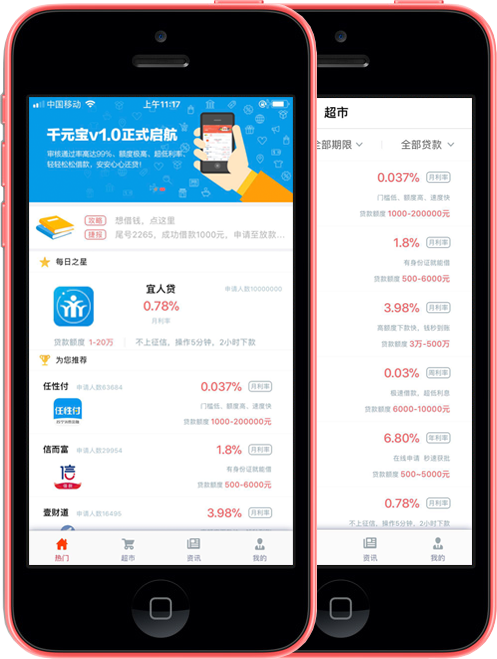 中国移动
上午11:17
千元宝v1.0正式启航
审核通过率高达99%、额度极高、超低利率、
轻轻松松借款，安安心心还贷！
攻略 想借钱，点这里
捷报 尾号2265，成功借款1000元，申请至放款...
每日之星
宜人贷
申请人数10000000
0.78%
月利率
贷款额度 1-20万
不上征信，操作5分钟，2小时下款
为您推荐
任性付 申请人数63684
0.037% 月利率
任性付
门槛低、额度高、速度快
贷款额度 1000-200000元
信而富 申请人数29954
1.8% 月利率
有身份证就能借
贷款额度 500-6000元
壹财道 申请人数16495
3.98% 月利率
热门
超市
资讯
我的
超市
全部期限
全部贷款
0.037% 月利率
门槛低、额度高、速度快
贷款额度 1000-200000元
1.8% 月利率
有身份证就能借
贷款额度 500-6000元
3.98% 月利率
高额度下款快、钱秒到账
贷款额度 3万-500万
0.03% 周利率
极速借款，超低利息
贷款额度 6000-10000元
6.80% 年利率
在线申请 秒速获批
贷款额度 500~5000元
0.78% 月利率
不上征信，操作5分钟，2小时下款
资讯
我的